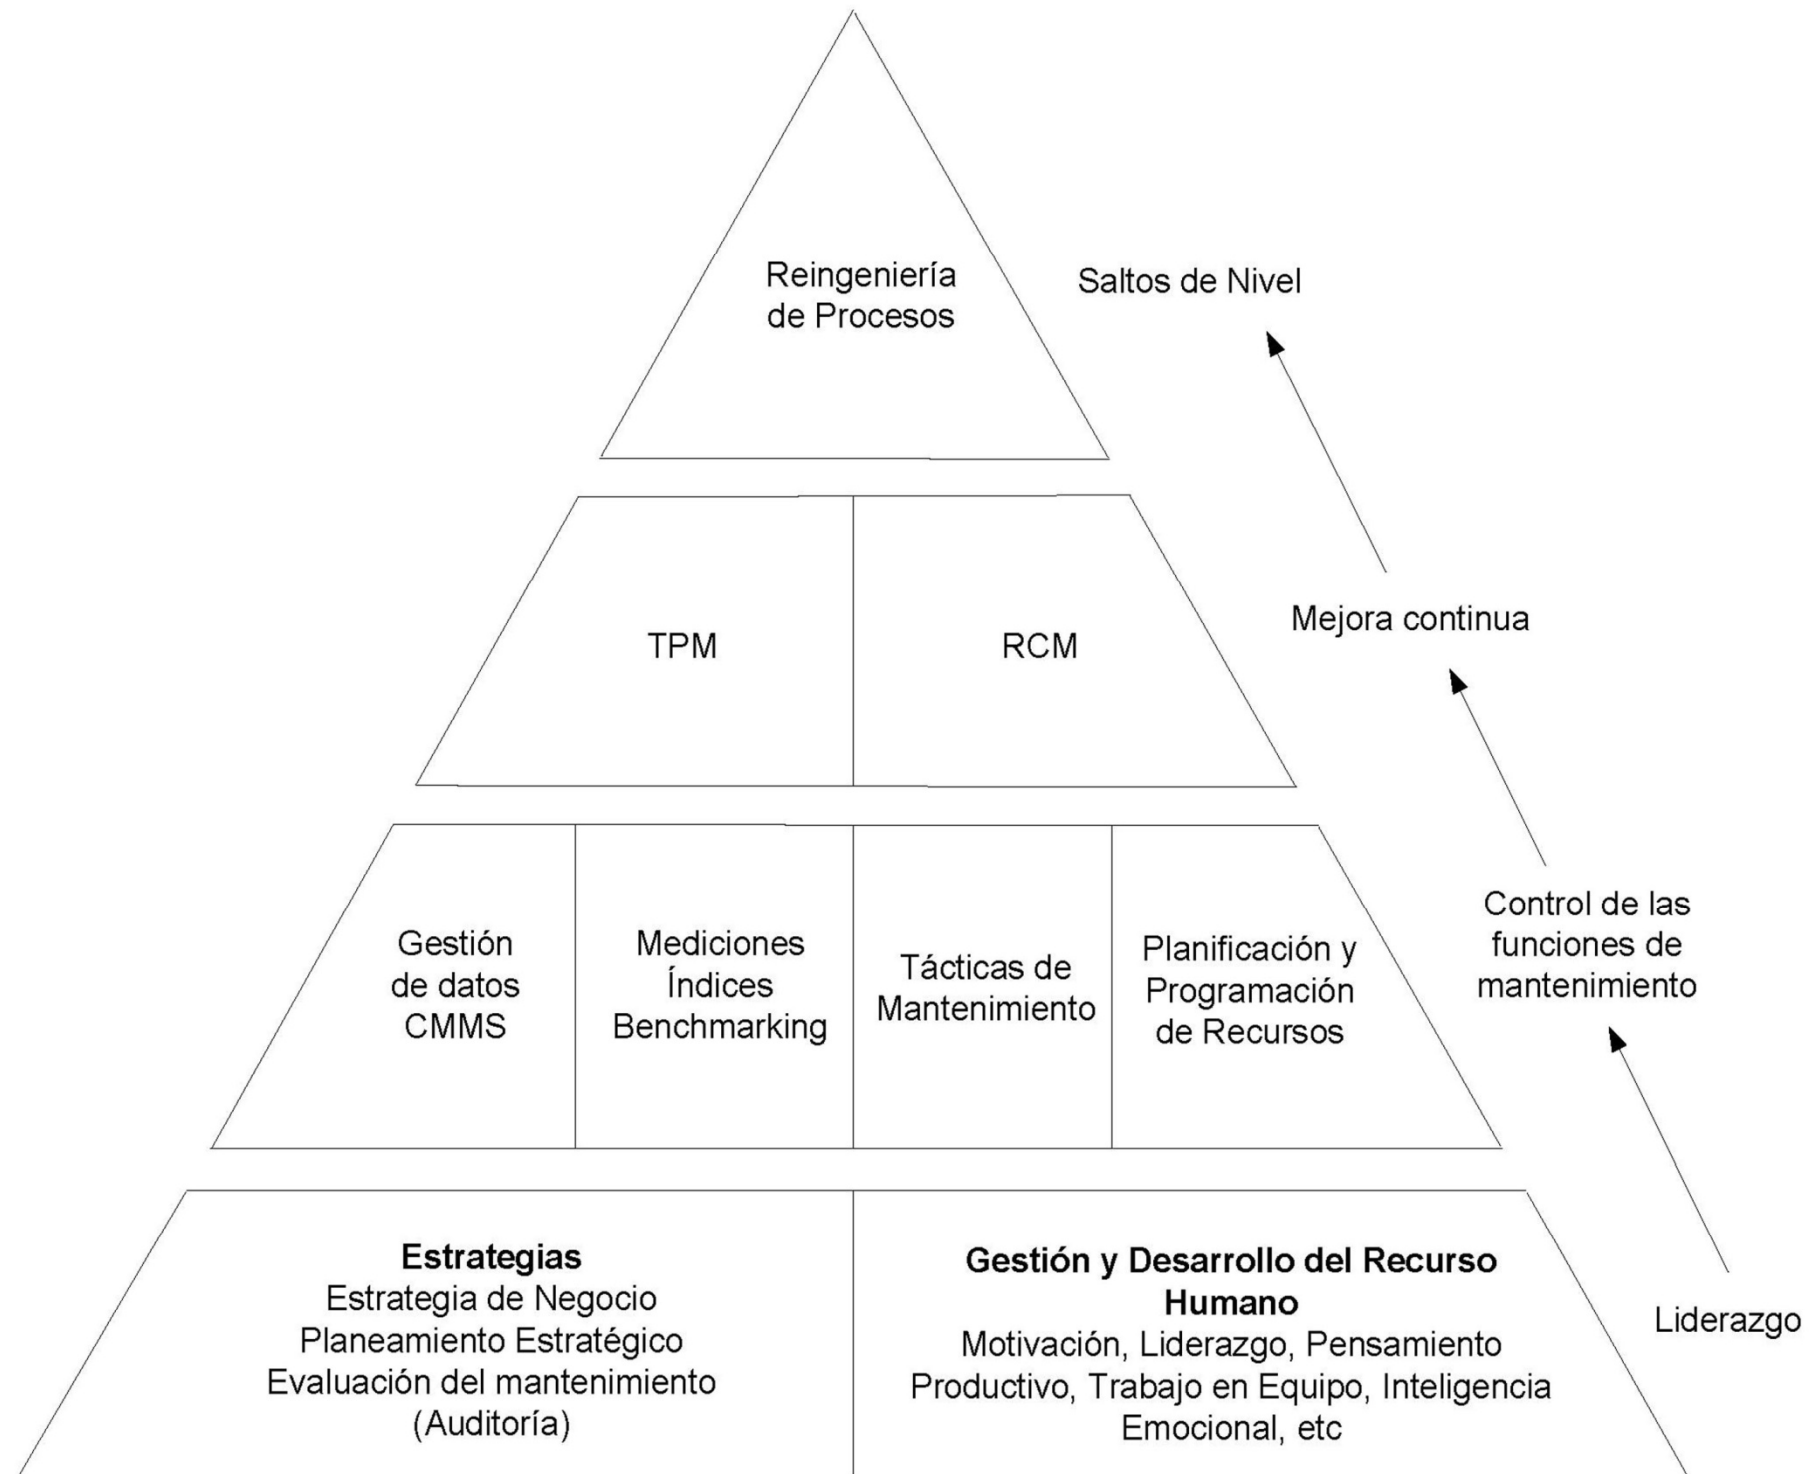 Reingeniería
de Procesos
Saltos de Nivel
TPM
RCM
Mejora continua
Gestión
de datos
CMMS
Mediciones
Índices
Benchmarking
Tácticas de
Mantenimiento
Planificación y
Programación
de Recursos
Control de las
funciones de
mantenimiento
Estrategias
Estrategia de Negocio
Planeamiento Estratégico
Evaluación del mantenimiento
(Auditoría)
Gestión y Desarrollo del Recurso
Humano
Motivación, Liderazgo, Pensamiento
Productivo, Trabajo en Equipo, Inteligencia
Emocional, etc
Liderazgo